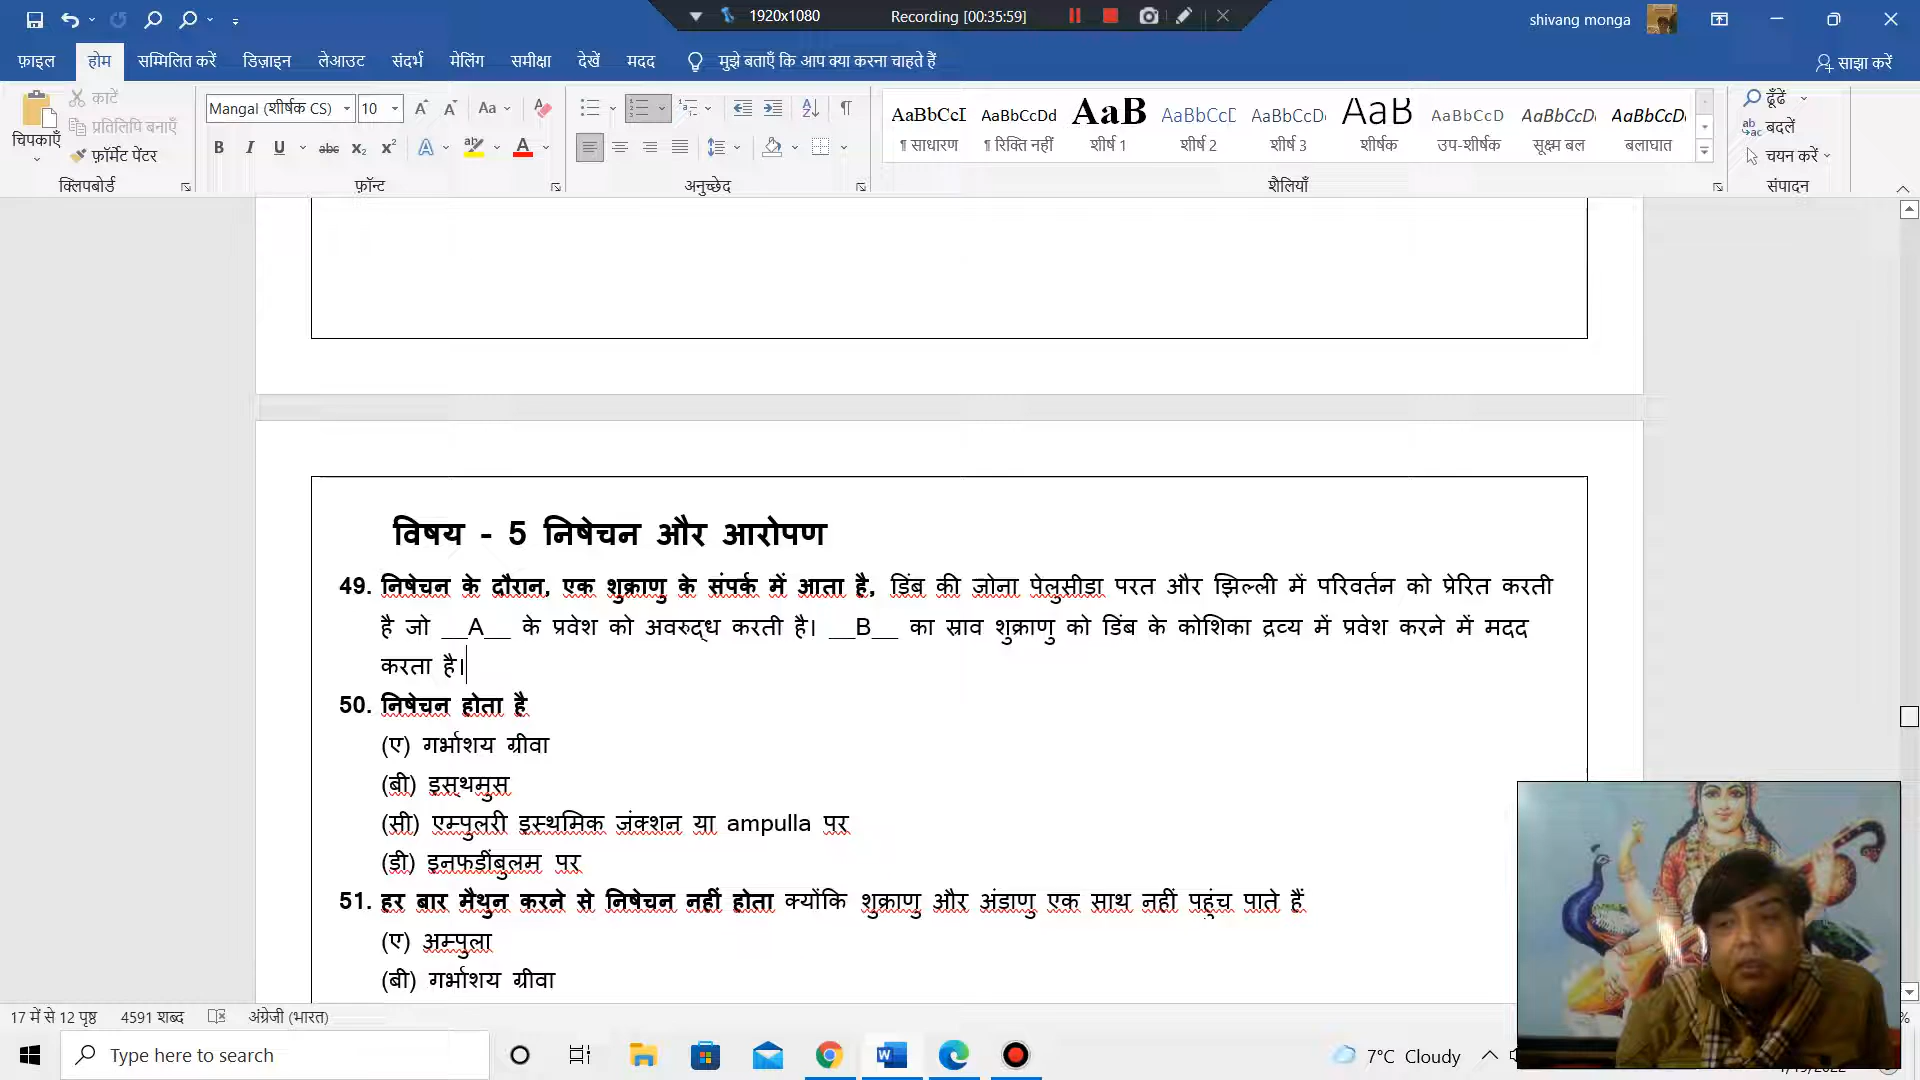 1920x1080
Recording [00:35:59]
shivang monga
फ़ाइल होम सम्मिलित करें डिज़ाइन लेआउट संदर्भ मेलिंग समीक्षा देखें मदद मुझे बताएँ कि आप क्या करना चाहते हैं साझा करें
चिपकाएँ काटें प्रतिलिपि बनाएँ फ़ॉर्मेट पेंटर
क्लिपबोर्ड
Mangal (शीर्षक CS) 10
फ़ॉन्ट
अनुच्छेद
AaBbCcI AaBbCcDd AaB AaBbCcE AaBbCcD AaB AaBbCcD AaBbCcD AaBbCcD
¶ साधारण ¶ रिक्ति नहीं शीर्ष 1 शीर्ष 2 शीर्ष 3 शीर्षक उप-शीर्षक सूक्ष्म बल बलाघात
शैलियाँ
ढूँढें
बदलें
चयन करें
संपादन
विषय - 5 निषेचन और आरोपण
49. निषेचन के दौरान, एक शुक्राणु के संपर्क में आता है, डिंब की ज़ोना पेलुसीडा परत और झिल्ली में परिवर्तन को प्रेरित करती
है जो __A__ के प्रवेश को अवरुद्ध करती है। __B__ का स्राव शुक्राणु को डिंब के कोशिका द्रव्य में प्रवेश करने में मदद
करता है।
50. निषेचन होता है
(ए) गर्भाशय ग्रीवा
(बी) इस्थमुस
(सी) एम्पुलरी इस्थमिक जंक्शन या ampulla पर
(डी) इनफडींबुलम पर
51. हर बार मैथुन करने से निषेचन नहीं होता क्योंकि शुक्राणु और अंडाणु एक साथ नहीं पहुंच पाते हैं
(ए) अम्पुला
(बी) गर्भाशय ग्रीवा
17 में से 12 पृष्ठ 4591 शब्द अंग्रेज़ी (भारत)
Type here to search
7°C Cloudy